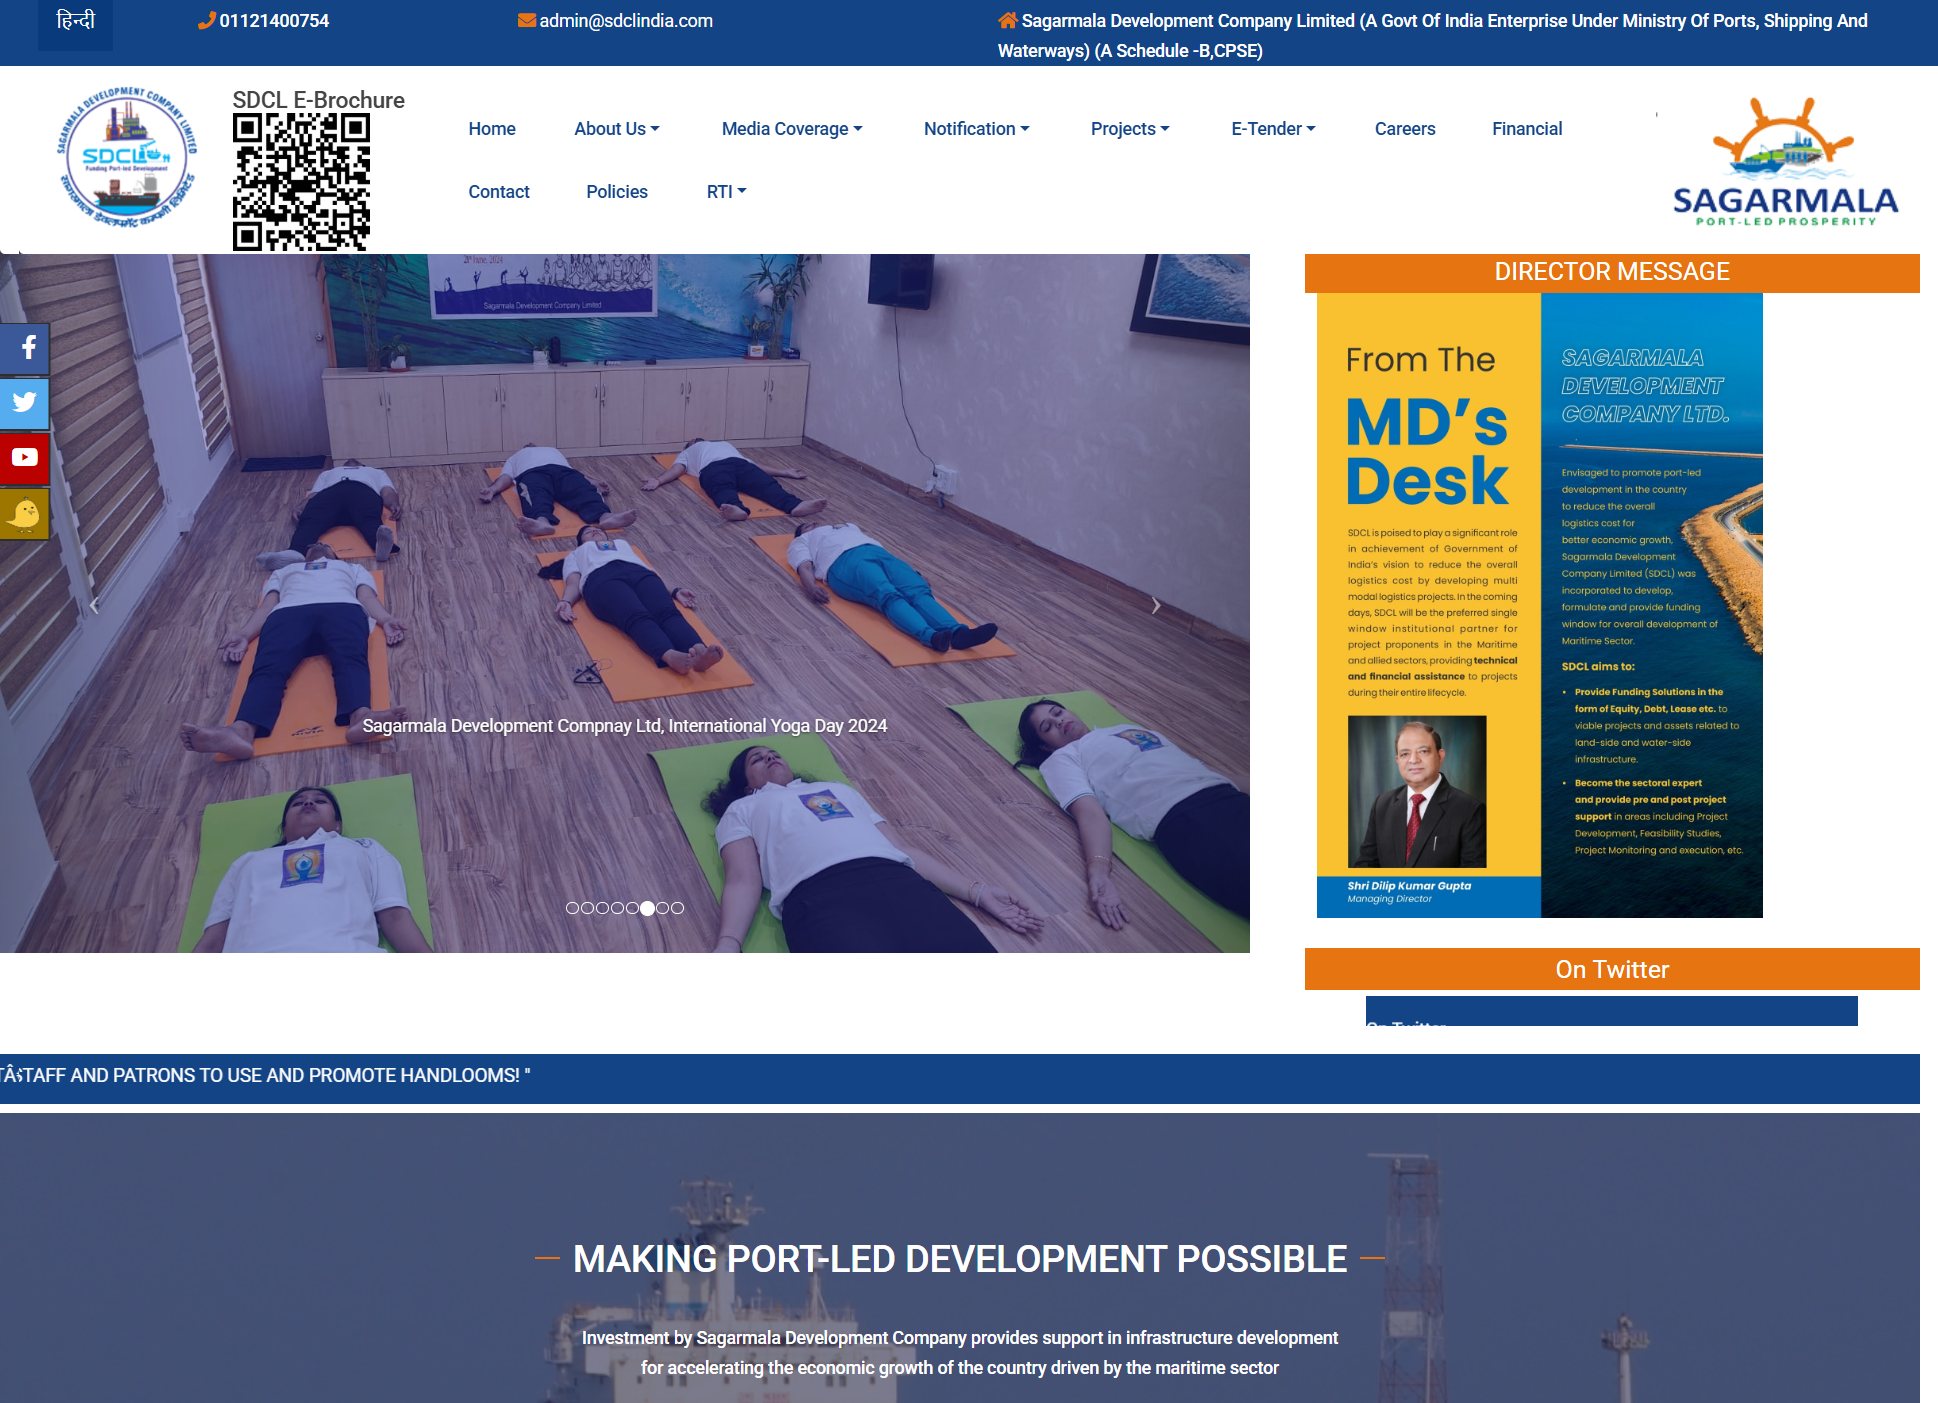 हिन्दी
01121400754
admin@sdclindia.com
Sagarmala Development Company Limited (A Govt Of India Enterprise Under Ministry Of Ports, Shipping And
Waterways) (A Schedule -B,CPSE)
SAGARMALA DEVELOPMENT COMPANY LIMITED
SDCL
Funding Port-led Development
SDCL E-Brochure
Home
About Us
Media Coverage
Notification
Projects
E-Tender
Careers
Financial
Contact
Policies
RTI
SAGARMALA
PORT-LED PROSPERITY
21st June, 2024
Sagarmala Development Company Limited
Sagarmala Development Compnay Ltd, International Yoga Day 2024
DIRECTOR MESSAGE
From The
MD's
Desk
SDCL is poised to play a significant role
in achievement of Government of
India's vision to reduce the overall
logistics cost by developing multi
modal logistics projects. In the coming
days, SDCL will be the preferred single
window institutional partner for
project proponents in the Maritime
and allied sectors, providing technical
and financial assistance to projects
during their entire lifecycle.
Shri Dilip Kumar Gupta
Managing Director
SAGARMALA
DEVELOPMENT
COMPANY LTD.
Envisaged to promote port-led
development in the country
to reduce the overall
logistics cost for
better economic growth,
Sagarmala Development
Company Limited (SDCL) was
incorporated to develop,
formulate and provide funding
window for overall development of
Maritime Sector.
SDCL aims to:
• Provide Funding Solutions in the
form of Equity, Debt, Lease etc. to
viable projects and assets related to
land-side and water-side
infrastructure.
• Become the sectoral expert
and provide pre and post project
support in areas including Project
Development, Feasibility Studies,
Project Monitoring and execution, etc.
On Twitter
On Twitter
STAFF AND PATRONS TO USE AND PROMOTE HANDLOOMS! "
MAKING PORT-LED DEVELOPMENT POSSIBLE
Investment by Sagarmala Development Company provides support in infrastructure development
for accelerating the economic growth of the country driven by the maritime sector